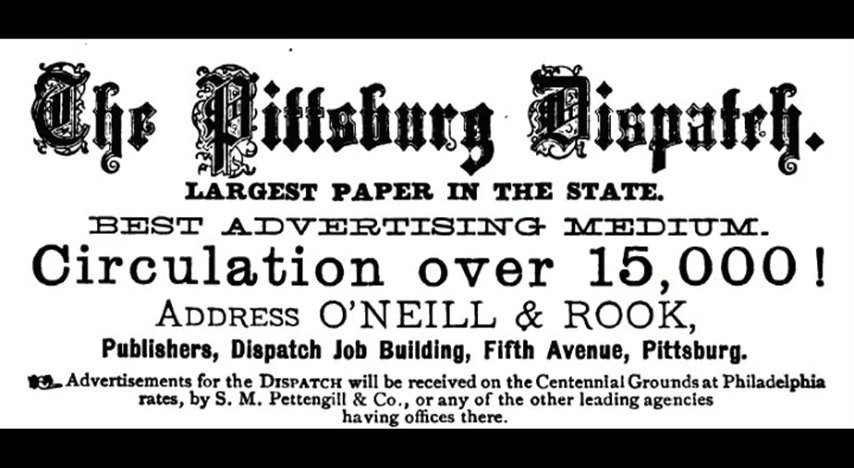 The Pittsburg Dispatch.
LARGEST PAPER IN THE STATE.
BEST ADVERTISING MEDIUM.
Circulation over 15,000!
ADDRESS O'NEILL & ROOK,
Publishers, Dispatch Job Building, Fifth Avenue, Pittsburg.
Advertisements for the DISPATCH will be received on the Centennial Grounds at Philadelphia
rates, by S. M. Pettengill & Co., or any of the other leading agencies
having offices there.